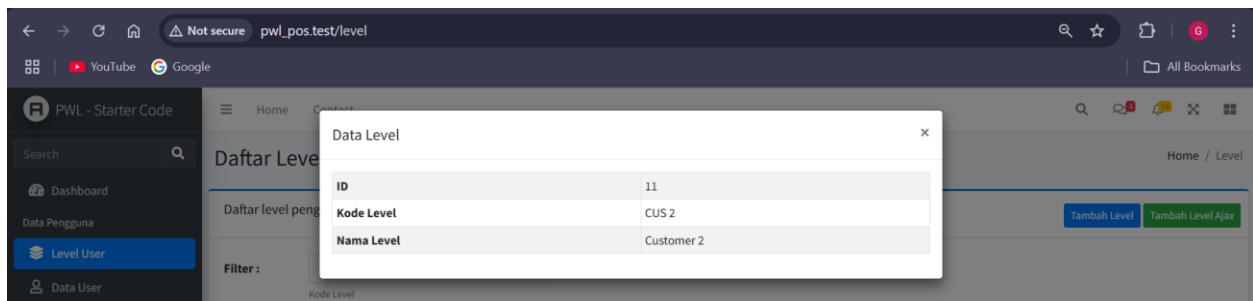 Not secure pwl_pos.test/level G
YouTube Google All Bookmarks
PWL - Starter Code Home Contact
Data Level ×
Search Daftar Leve Home / Level
Dashboard ID 11
Data Pengguna Daftar level peng Kode Level CUS 2 Tambah Level Tambah Level Ajax
Nama Level Customer 2
Level User
Filter :
Data User
Kode Level